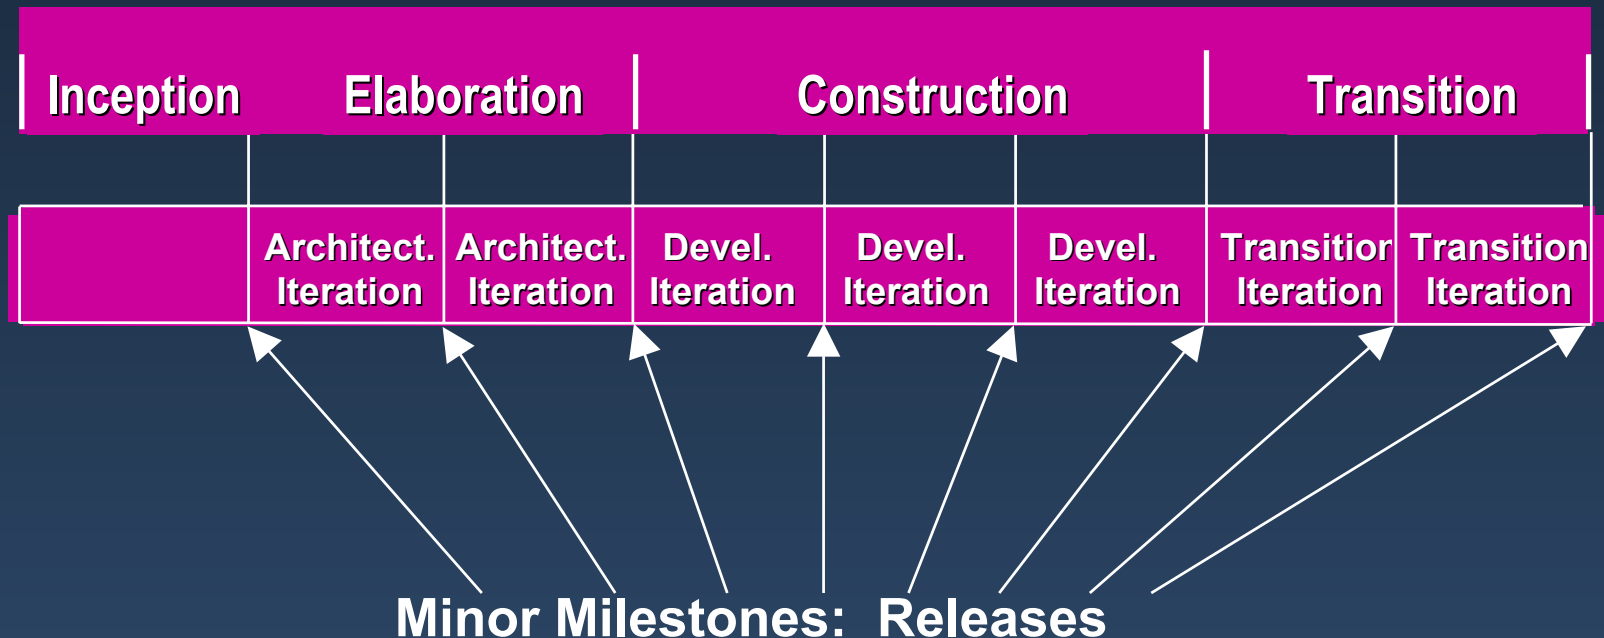 Inception Elaboration Construction Transition
Architect. Architect. Devel. Devel. Devel. Transition Transition
Iteration Iteration Iteration Iteration Iteration Iteration Iteration
Minor Milestones: Releases